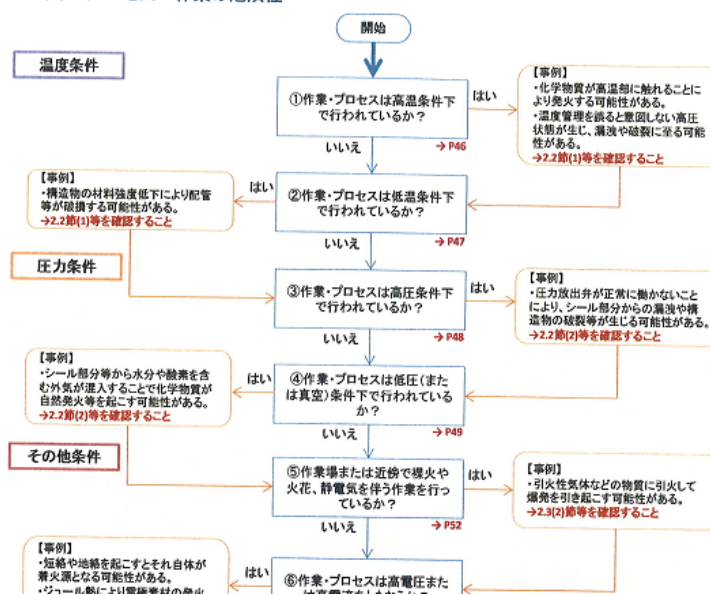 開始
温度条件
①作業・プロセスは高温条件下
で行われているか？
はい
いいえ
→P46
【事例】
・化学物質が高温部に触れることに
より発火する可能性がある。
・温度管理を誤ると意図しない高圧
状態が生じ、漏洩や破裂に至る可能
性がある。
→2.2節(1)等を確認すること
②作業・プロセスは低温条件下
で行われているか？
はい
いいえ
→P47
【事例】
・構造物の材料強度低下により配管
等が破損する可能性がある。
→2.2節(1)等を確認すること
圧力条件
③作業・プロセスは高圧条件下
で行われているか？
はい
いいえ
→P48
【事例】
・圧力放出弁が正常に働かないこと
により、シール部分からの漏洩や構
造物の破裂等が生じる可能性がある。
→2.2節(2)等を確認すること
④作業・プロセスは低圧(また
は真空)条件下で行われている
か？
はい
いいえ
→P49
【事例】
・シール部分等から水分や酸素を含
む外気が混入することで化学物質が
自然発火等を起こす可能性がある。
→2.2節(2)等を確認すること
その他条件
⑤作業場または近傍で裸火や
火花、静電気を伴う作業を行っ
ているか？
はい
いいえ
→P52
【事例】
・引火性気体などの物質に引火して
爆発を引き起こす可能性がある。
→2.3(2)節等を確認すること
⑥作業・プロセスは高電圧また
はい
【事例】
・短絡や地絡を起こすとそれ自体が
着火源となる可能性がある。
・ジュール熱により電極素材の発火